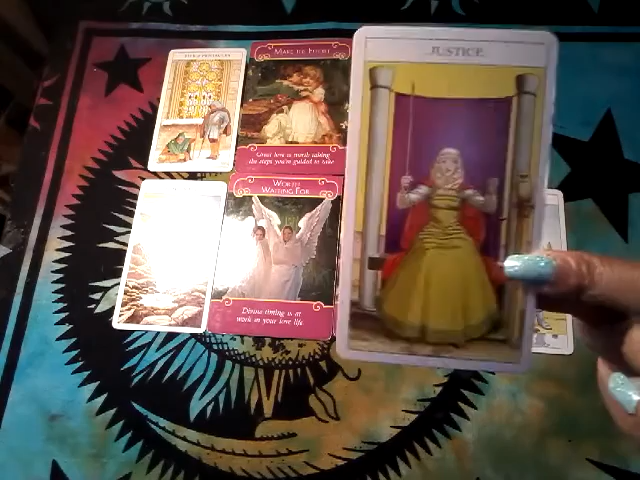 JUSTICE
MAKE THE EFFORT
Great love is worth taking
the steps you're guided to take
WORTH
WAITING FOR
Divine timing is at
work in your love life